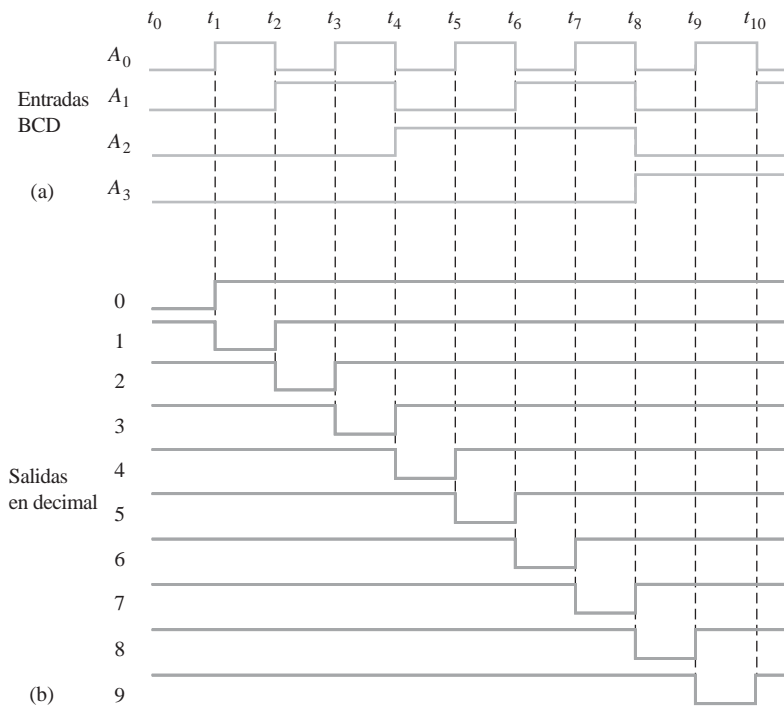 t0 t1 t2 t3 t4 t5 t6 t7 t8 t9 t10
A0
Entradas
BCD
A1
A2
(a)
A3
0
1
2
3
Salidas
en decimal
4
5
6
7
8
(b)
9